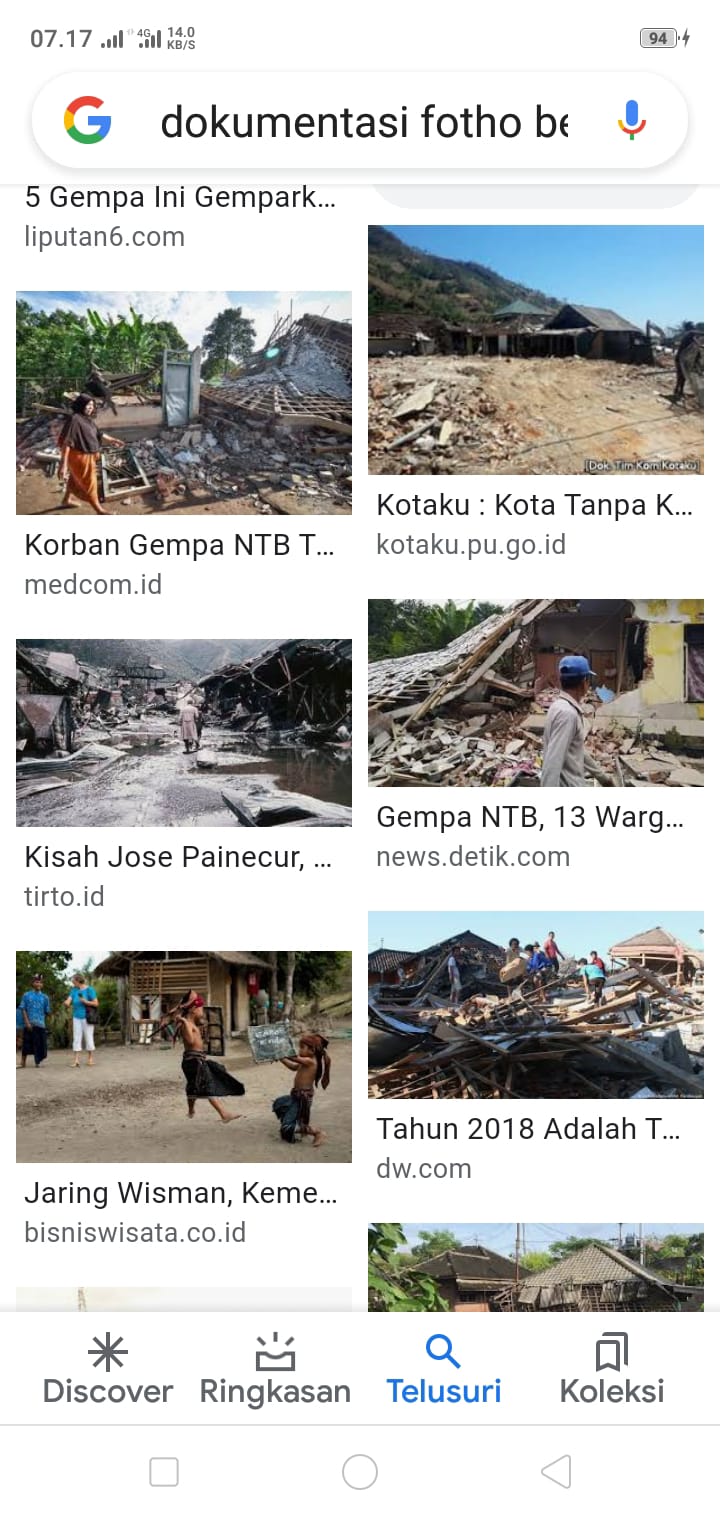 07.17
4G
14.0
KB/S
94
dokumentasi fotho be
5 Gempa Ini Gempark...
liputan6.com
[Dok. Tim Kom Kotaku]
Kotaku : Kota Tanpa K...
kotaku.pu.go.id
Korban Gempa NTB T...
medcom.id
Gempa NTB, 13 Warg...
news.detik.com
Kisah Jose Painecur, ...
tirto.id
Tahun 2018 Adalah T...
dw.com
Jaring Wisman, Keme...
bisniswisata.co.id
Discover
Ringkasan
Telusuri
Koleksi